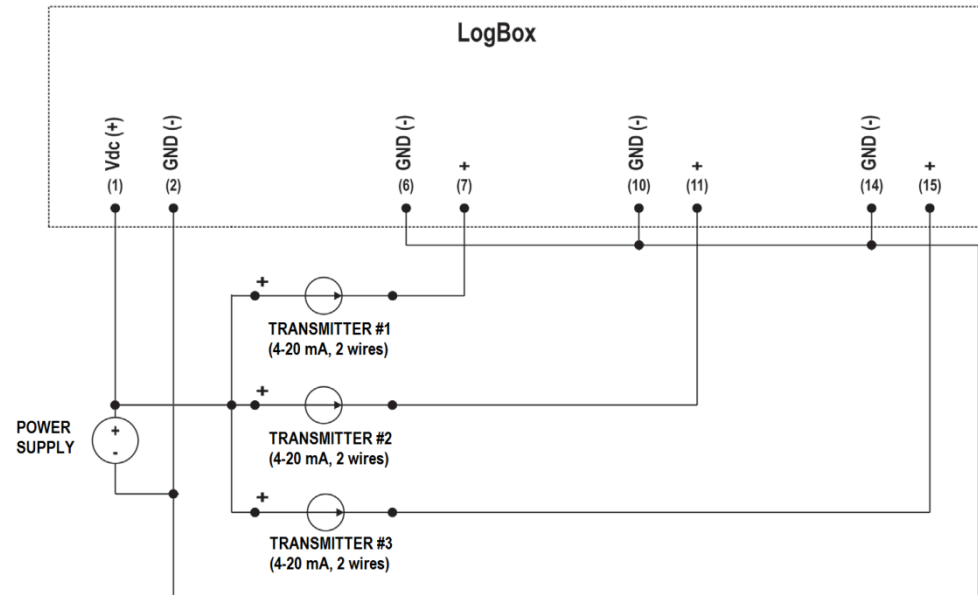 LogBox
Vdc (+)
(1)
GND (-)
(2)
GND (-)
(6)
+
(7)
GND (-)
(10)
+
(11)
GND (-)
(14)
+
(15)
+
TRANSMITTER #1
(4-20 mA, 2 wires)
+
TRANSMITTER #2
(4-20 mA, 2 wires)
POWER
SUPPLY
+
-
+
TRANSMITTER #3
(4-20 mA, 2 wires)